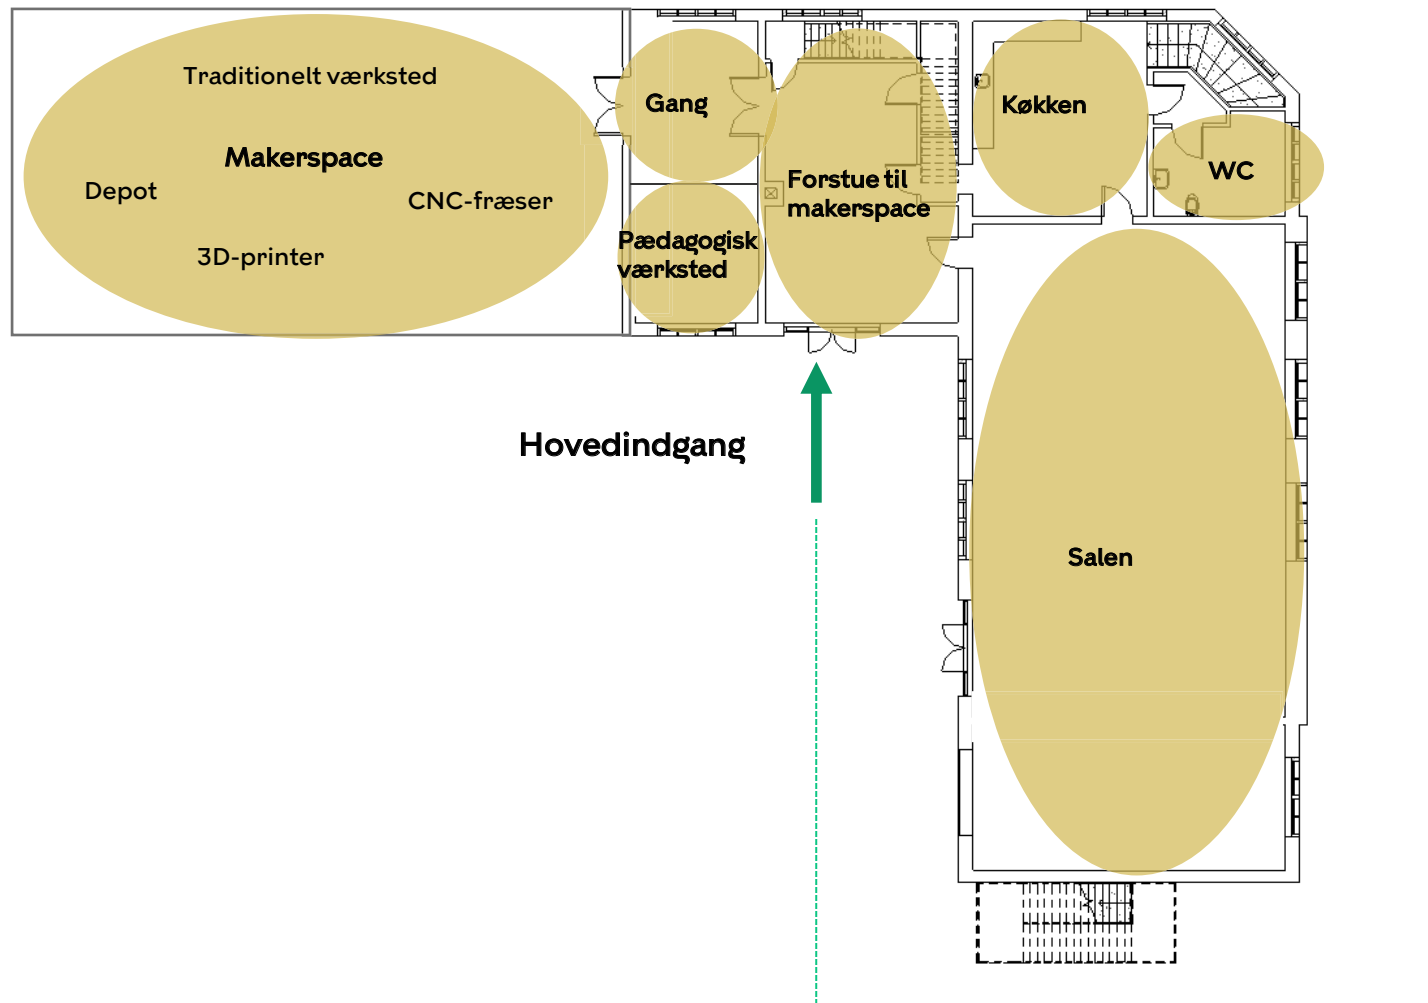 Traditionelt værksted
Makerspace
Depot
CNC-fræser
3D-printer
Gang
Pædagogisk
værksted
Forstue til
makerspace
Køkken
WC
Hovedindgang
Salen